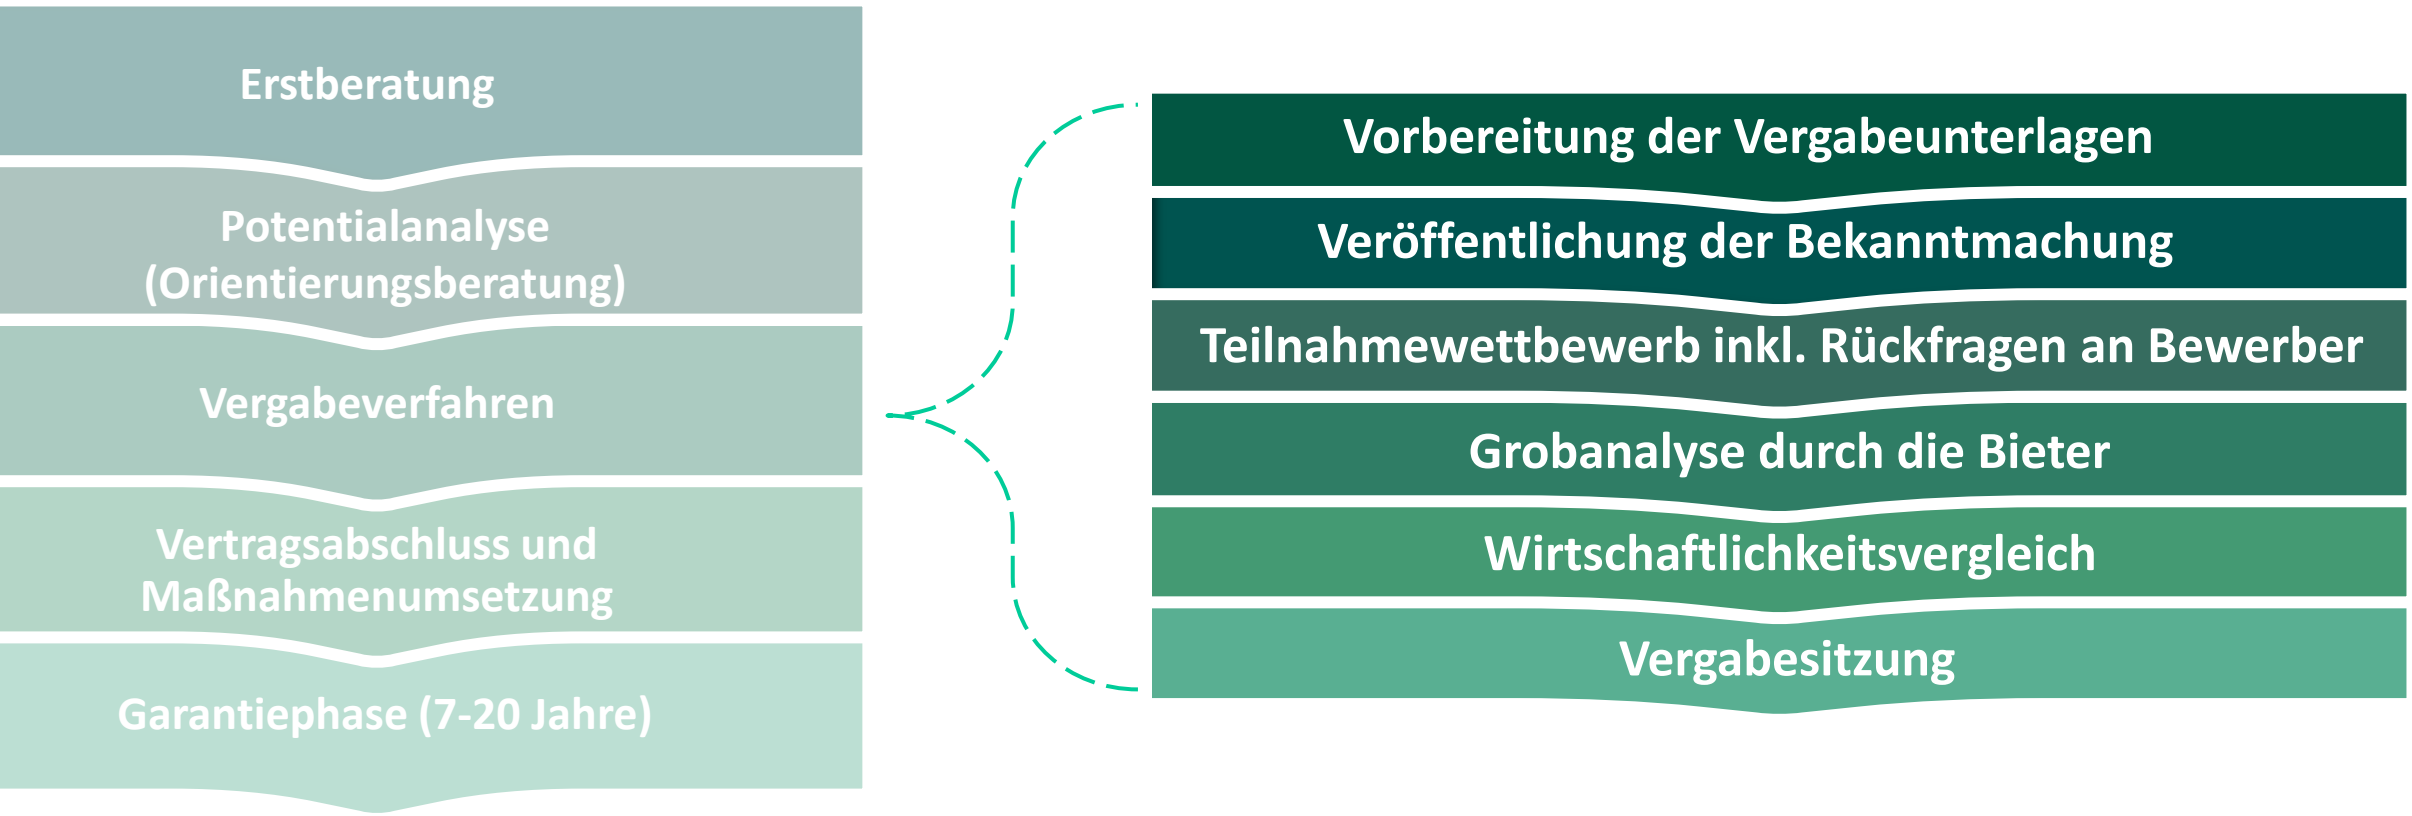 Erstberatung
Potentialanalyse
(Orientierungsberatung)
Vergabeverfahren
Vertragsabschluss und
Maßnahmenumsetzung
Garantiephase (7-20 Jahre)
Vorbereitung der Vergabeunterlagen
Veröffentlichung der Bekanntmachung
Teilnahmewettbewerb inkl. Rückfragen an Bewerber
Grobanalyse durch die Bieter
Wirtschaftlichkeitsvergleich
Vergabesitzung